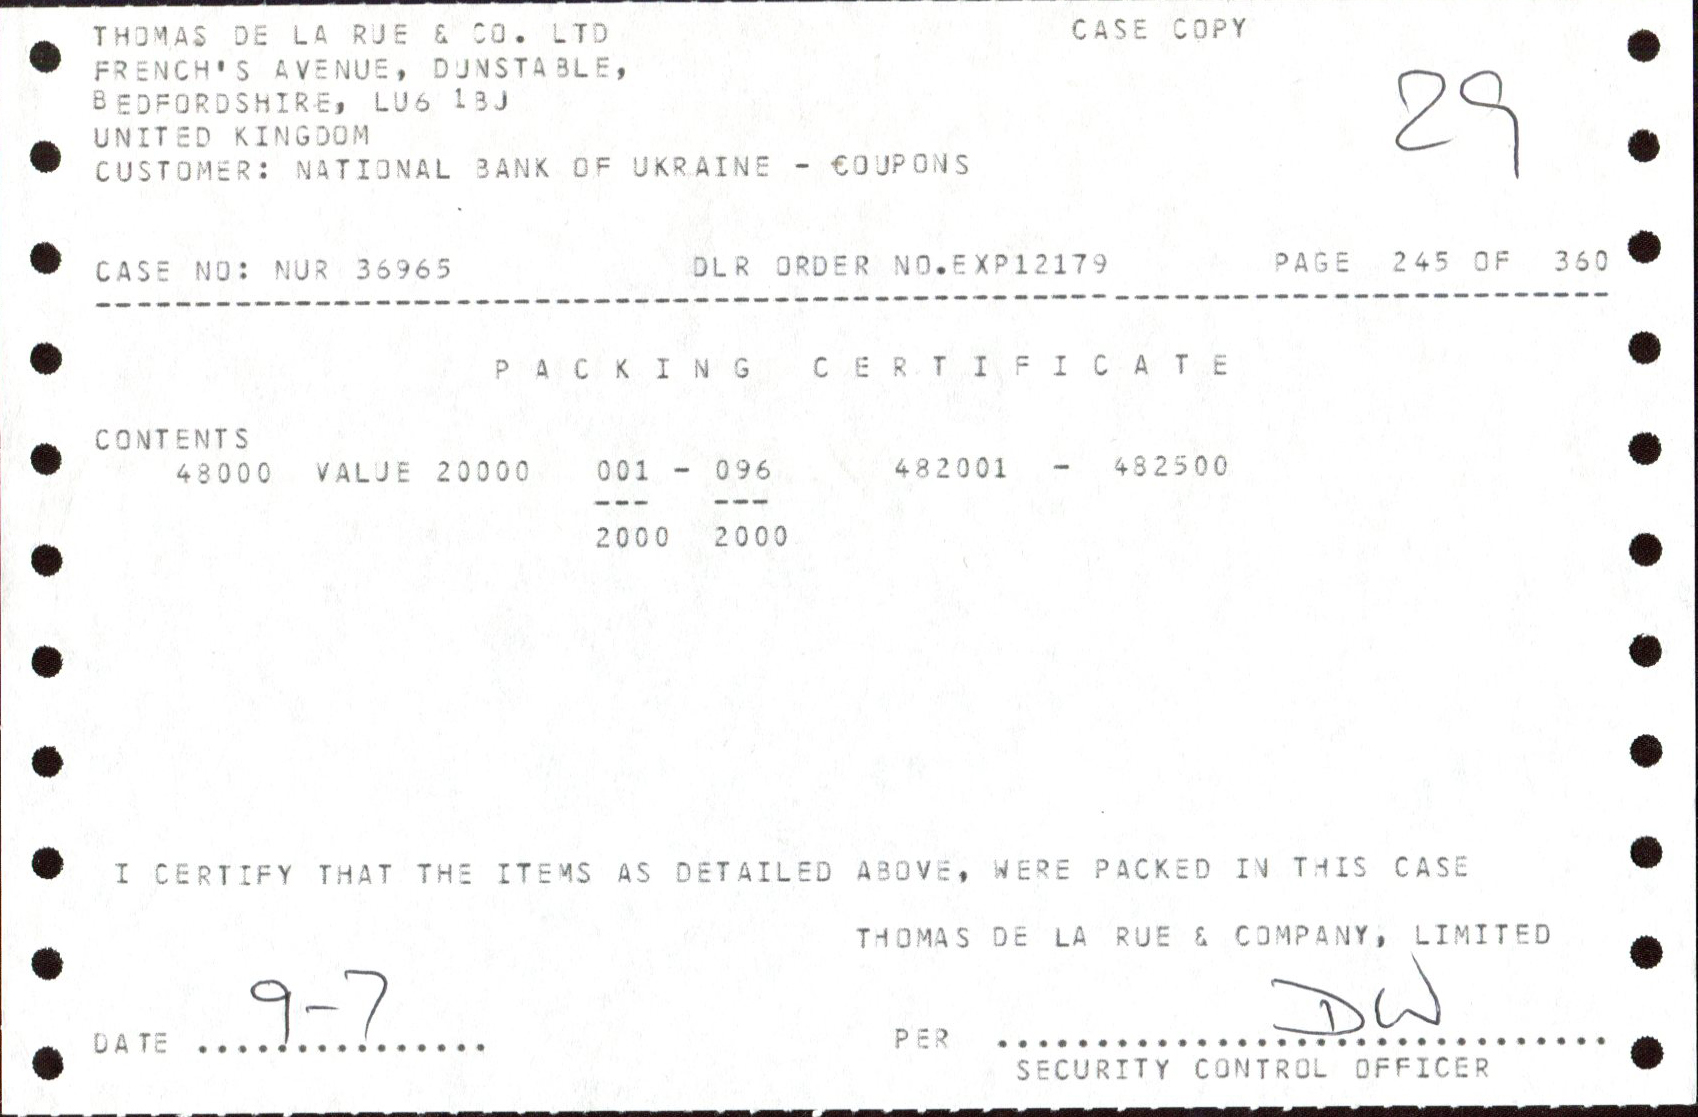 THOMAS DE LA RUE & CO. LTD CASE COPY
FRENCH'S AVENUE, DUNSTABLE,
BEDFORDSHIRE, LU6 1BJ
29
UNITED KINGDOM
CUSTOMER: NATIONAL BANK OF UKRAINE - COUPONS
CASE NO: NUR 36965 DLR ORDER NO.EXP12179 PAGE 245 OF 360
PACKING CERTIFICATE
CONTENTS
48000 VALUE 20000 001 - 096 482001 - 482500
--- ---
2000 2000
I CERTIFY THAT THE ITEMS AS DETAILED ABOVE, WERE PACKED IN THIS CASE
THOMAS DE LA RUE & COMPANY, LIMITED
DATE 9-7 PER DW
SECURITY CONTROL OFFICER